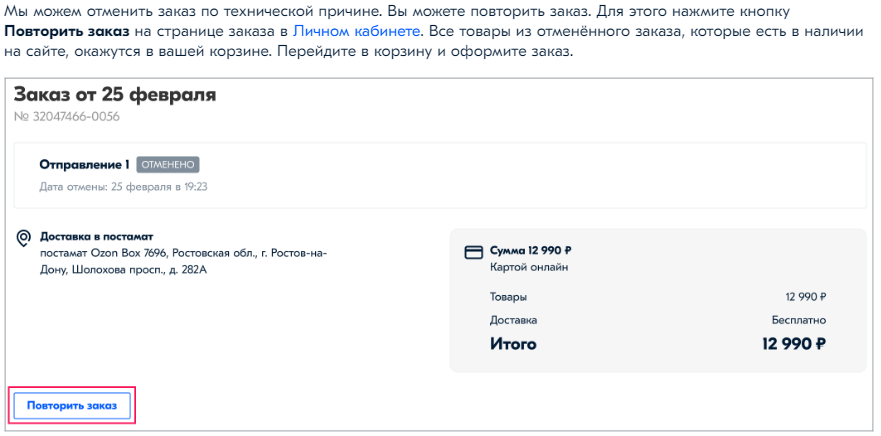 Мы можем отменить заказ по технической причине. Вы можете повторить заказ. Для этого нажмите кнопку
Повторить заказ на странице заказа в Личном кабинете. Все товары из отменённого заказа, которые есть в наличии
на сайте, окажутся в вашей корзине. Перейдите в корзину и оформите заказ.
Заказ от 25 февраля
№ 32047466-0056
Отправление 1 ОТМЕНЕНО
Дата отмены: 25 февраля в 19:23
Доставка в постамат
постамат Ozon Box 7696, Ростовская обл., г. Ростов-на-
Дону, Шолохова просп., д. 282А
Сумма 12 990 ₽
Картой онлайн
Товары 12 990 ₽
Доставка Бесплатно
Итого 12 990 ₽
Повторить заказ